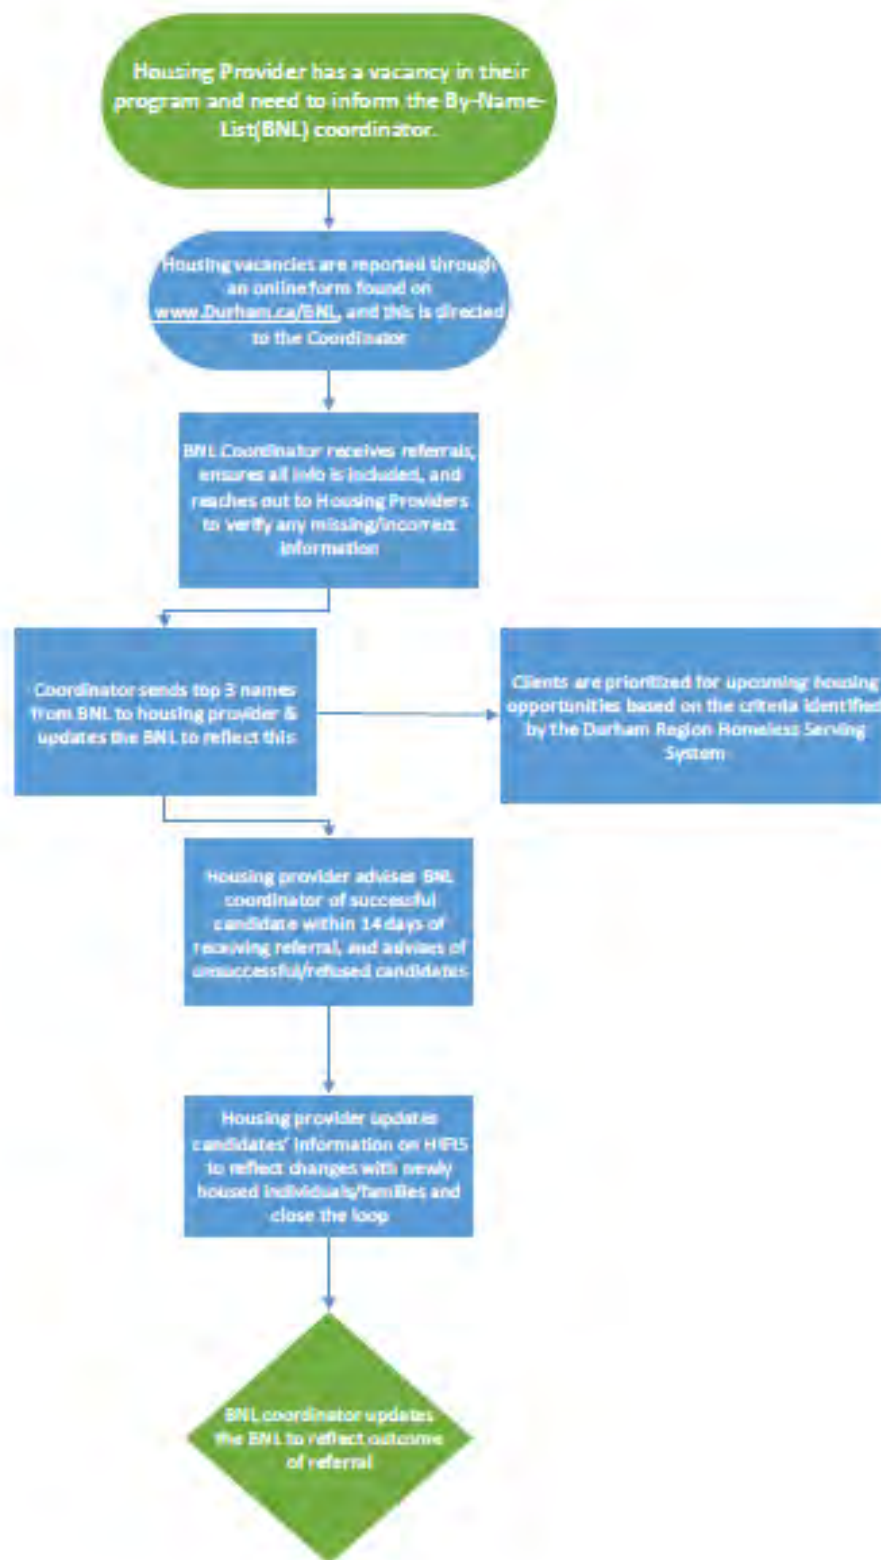 Housing Provider has a vacancy in their
program and need to inform the By-Name-
List(BNL) coordinator.
Housing vacancies are reported through
an online form found on
www.Durham.ca/BNL, and this is directed
to the Coordinator
BNL Coordinator receives referrals,
ensures all info is included, and
reaches out to Housing Providers
to verify any missing/incorrect
information
Coordinator sends top 3 names
from BNL to housing provider &
updates the BNL to reflect this
Clients are prioritized for upcoming housing
opportunities based on the criteria identified
by the Durham Region Homeless Serving
System
Housing provider advises BNL
coordinator of successful
candidate within 14 days of
receiving referral, and advises of
unsuccessful/refused candidates
Housing provider updates
candidates' information on HIFIS
to reflect changes with newly
housed individuals/families and
close the loop
BNL coordinator updates
the BNL to reflect outcome
of referral